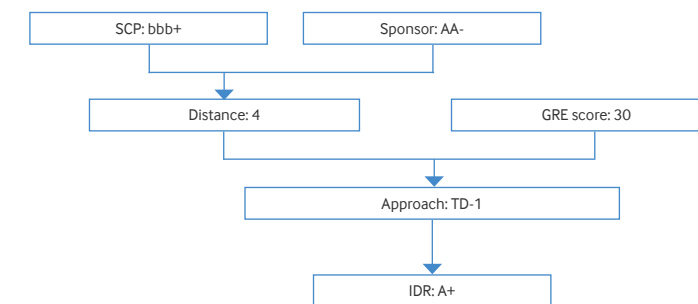 SCP: bbb+
Sponsor: AA-
Distance: 4
GRE score: 30
Approach: TD-1
IDR: A+